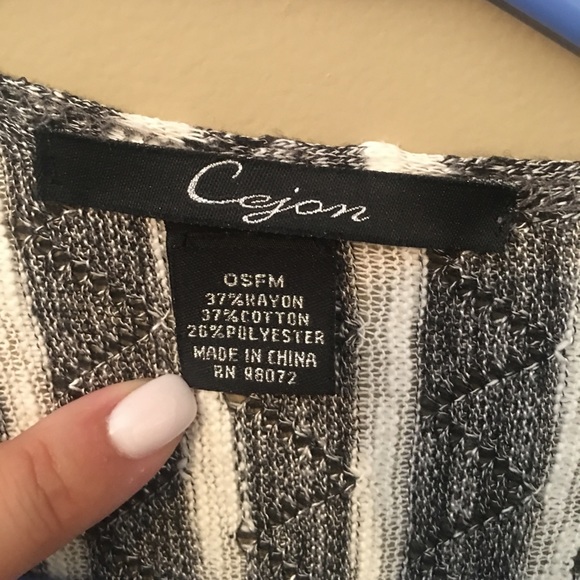 Cejon
OSFM
37%RAYON
37%COTTON
26%POLYESTER
MADE IN CHINA
RN 98072